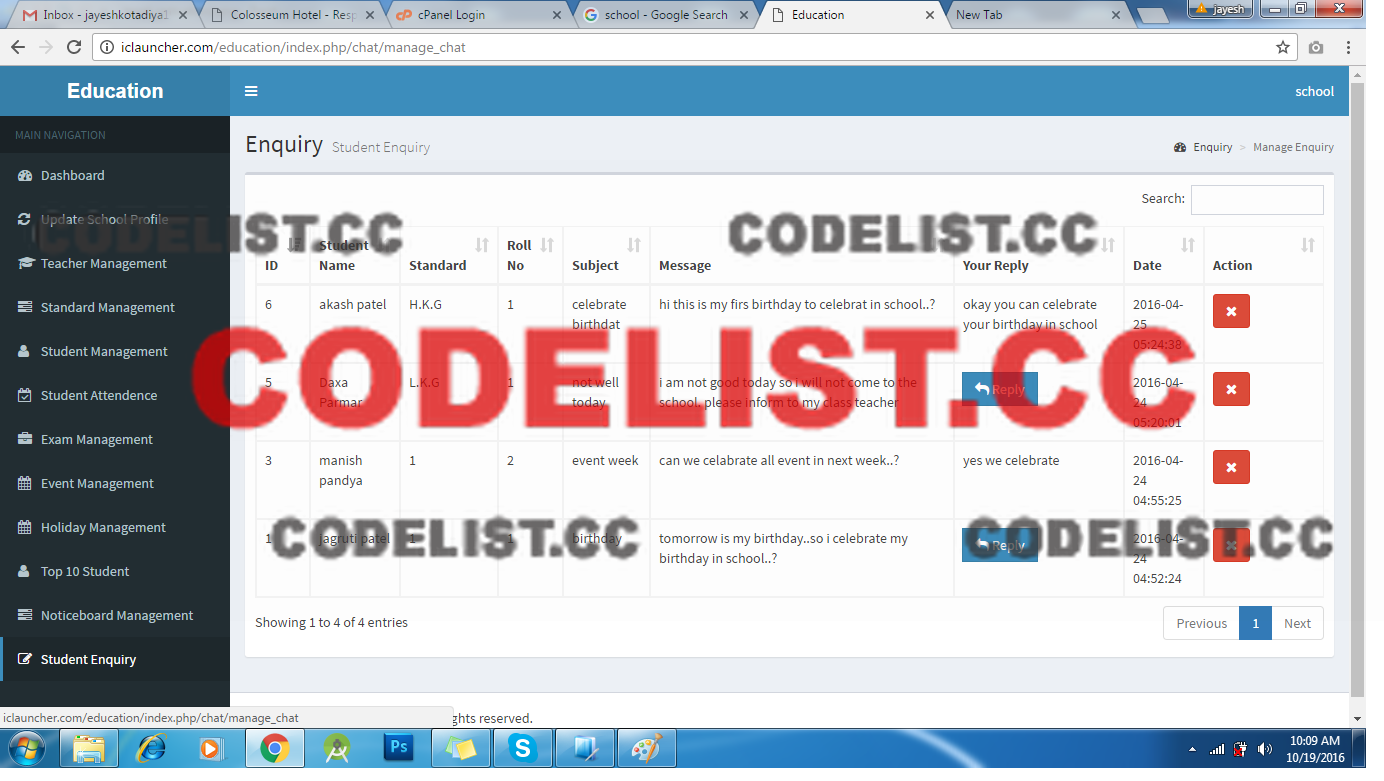 Inbox - jayeshkotadiya1
Colosseum Hotel - Resp
cPanel Login
school - Google Search
Education
New Tab
jayesh
iclauncher.com/education/index.php/chat/manage_chat
Education
school
MAIN NAVIGATION
Dashboard
Update School Profile
Teacher Management
Standard Management
Student Management
Student Attendence
Exam Management
Event Management
Holiday Management
Top 10 Student
Noticeboard Management
Student Enquiry
Enquiry Student Enquiry
Enquiry > Manage Enquiry
Search:
ID Student Name Standard Roll No Subject Message Your Reply Date Action
6 akash patel H.K.G 1 celebrate birthdat hi this is my firs birthday to celebrat in school..? okay you can celebrate your birthday in school 2016-04-25 05:24:38
5 Daxa Parmar L.K.G 1 not well today i am not good today so i will not come to the school. please inform to my class teacher Reply 2016-04-24 05:20:01
3 manish pandya 1 2 event week can we celabrate all event in next week..? yes we celebrate 2016-04-24 04:55:25
1 jagruti patel 1 1 birthday tomorrow is my birthday..so i celebrate my birthday in school..? Reply 2016-04-24 04:52:24
Showing 1 to 4 of 4 entries
Previous 1 Next
CODELIST.CC
CODELIST.CC
CODELIST.CC
CODELIST.CC
CODELIST.CC
iclauncher.com/education/index.php/chat/manage_chat
ghts reserved.
Ps
10:09 AM
10/19/2016